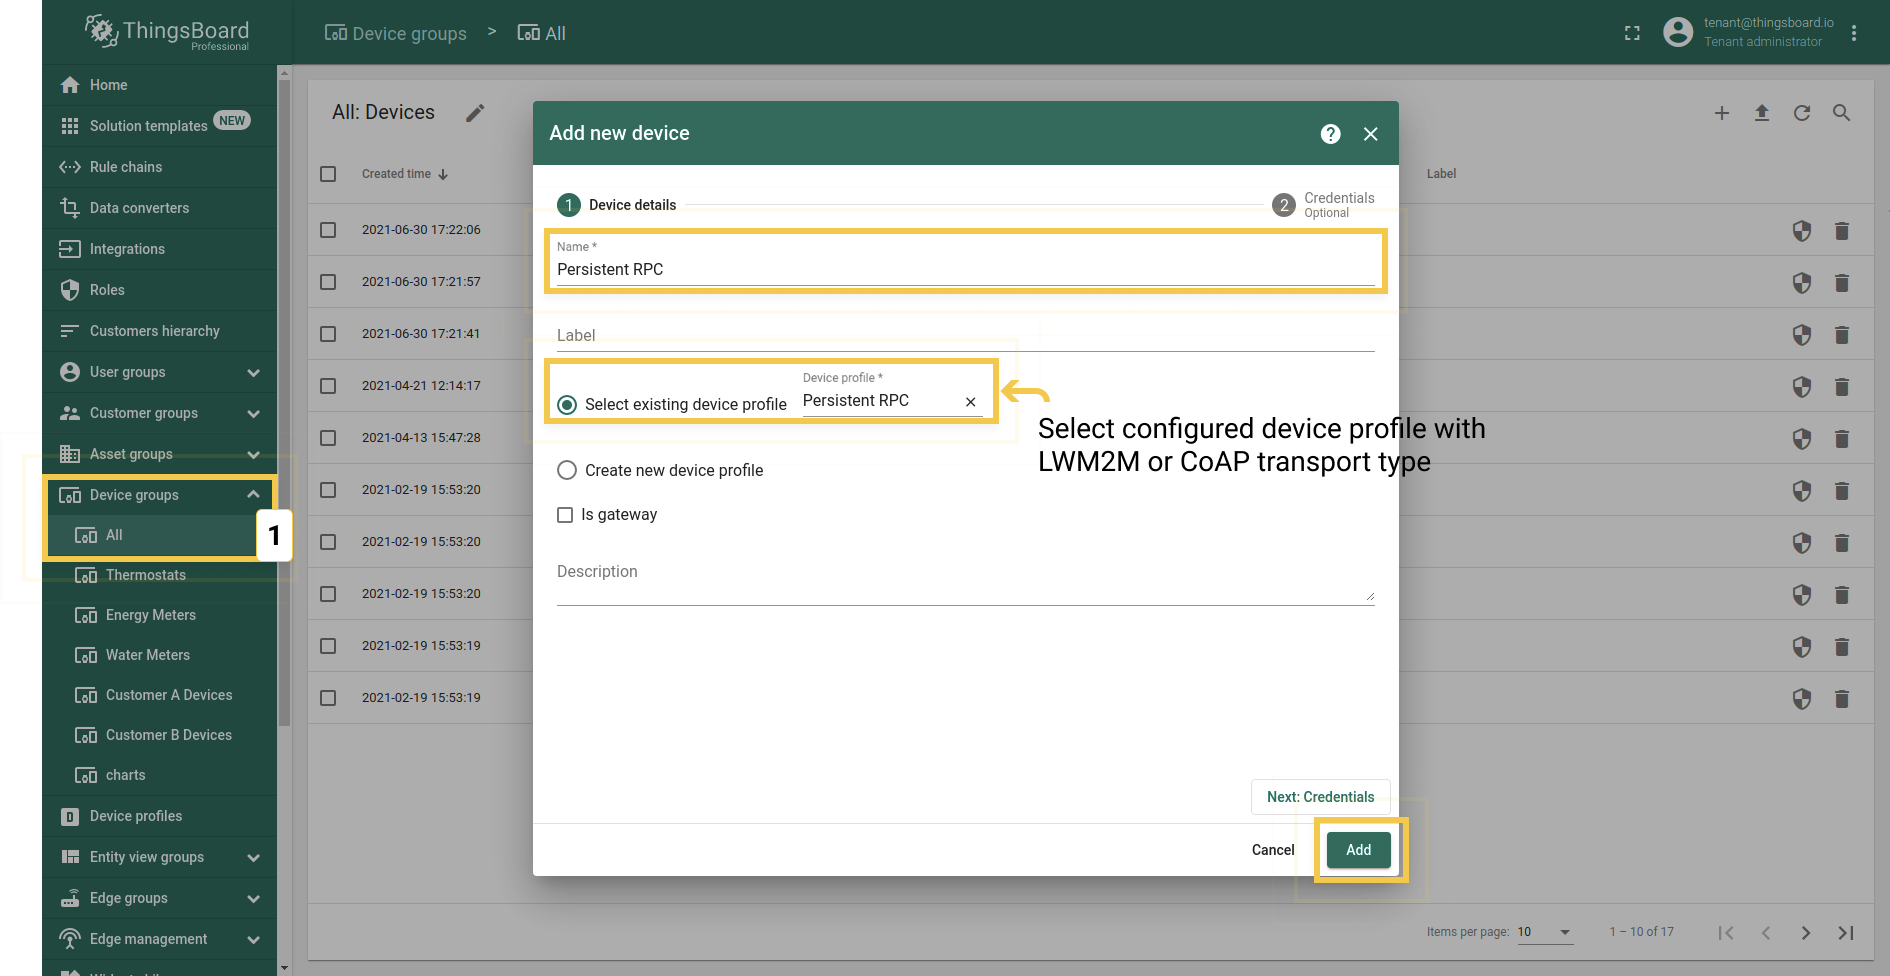 ThingsBoard
Professional
Device groups > All
tenant@thingsboard.io
Tenant administrator
Home
Solution templates NEW
Rule chains
Data converters
Integrations
Roles
Customers hierarchy
User groups
Customer groups
Asset groups
Device groups
All
1
Thermostats
Energy Meters
Water Meters
Customer A Devices
Customer B Devices
charts
Device profiles
Entity view groups
Edge groups
Edge management
All: Devices
Created time
Label
2021-06-30 17:22:06
2021-06-30 17:21:57
2021-06-30 17:21:41
2021-04-21 12:14:17
2021-04-13 15:47:28
2021-02-19 15:53:20
2021-02-19 15:53:20
2021-02-19 15:53:20
2021-02-19 15:53:19
2021-02-19 15:53:19
Add new device
?
1 Device details
2 Credentials
Optional
Name *
Persistent RPC
Label
Select existing device profile
Device profile *
Persistent RPC
Select configured device profile with
LWM2M or CoAP transport type
Create new device profile
Is gateway
Description
Next: Credentials
Cancel
Add
Items per page: 10
1 – 10 of 17